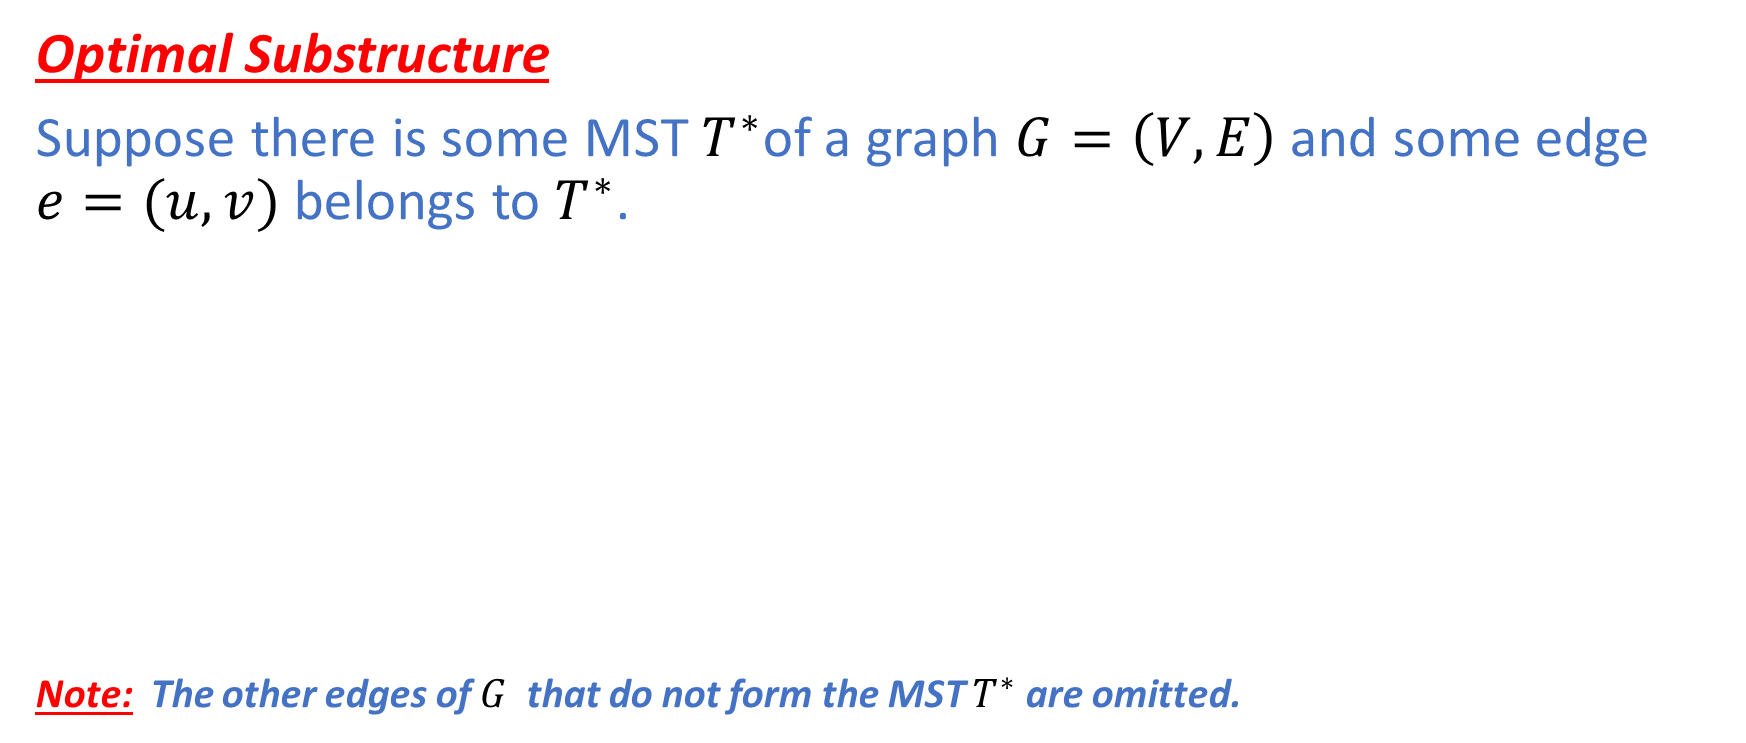 Optimal Substructure
Suppose there is some MST T* of a graph G = (V, E) and some edge
e = (u, v) belongs to T*.
Note: The other edges of G that do not form the MST T* are omitted.